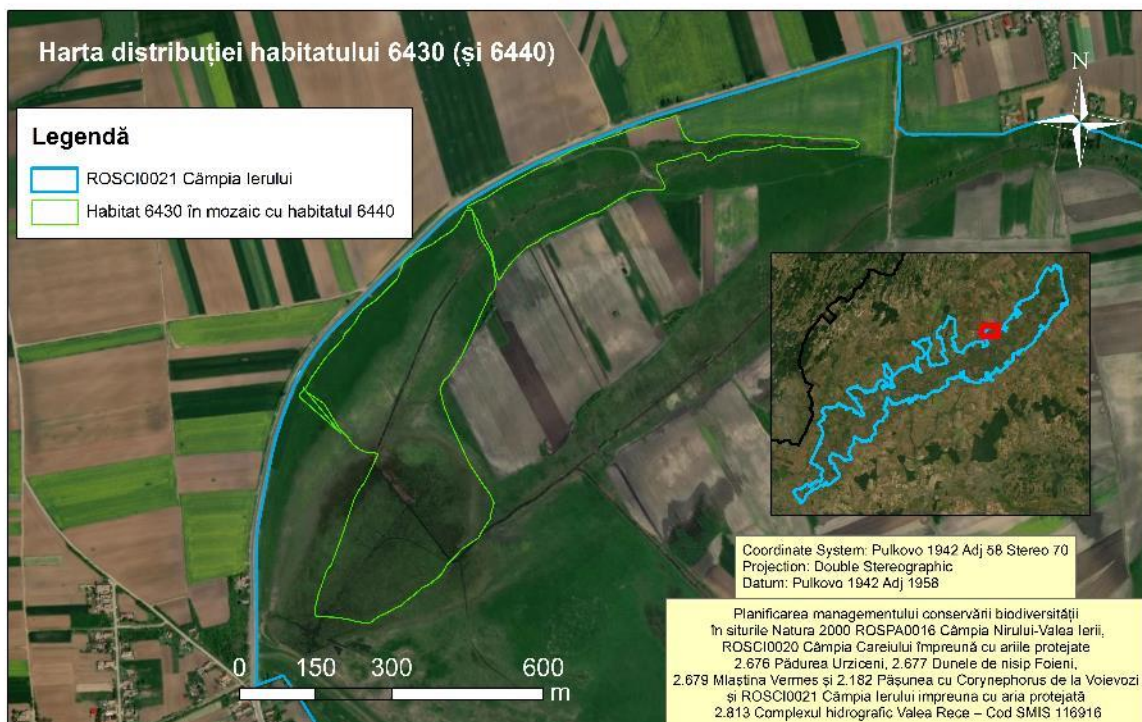 Harta distribuției habitatului 6430 (și 6440)
N
Legendă
ROSCI0021 Câmpia Ierului
Habitat 6430 în mozaic cu habitatul 6440
Coordinate System: Pulkovo 1942 Adj 58 Stereo 70
Projection: Double Stereographic
Datum: Pulkovo 1942 Adj 1958
Planificarea managementului conservării biodiversității
în siturile Natura 2000 ROSPA0016 Câmpia Nirului-Valea Ierii,
ROSCI0020 Câmpia Careiului împreună cu ariile protejate
2.676 Pădurea Urziceni, 2.677 Dunele de nisip Foieni,
2.679 Mlaștina Vermes și 2.182 Pășunea cu Corynephorus de la Voievozi
și ROSCI0021 Câmpia Ierului impreuna cu aria protejată
2.813 Complexul hidrografic Valea Rece – Cod SMIS 116916
0 150 300 600
m